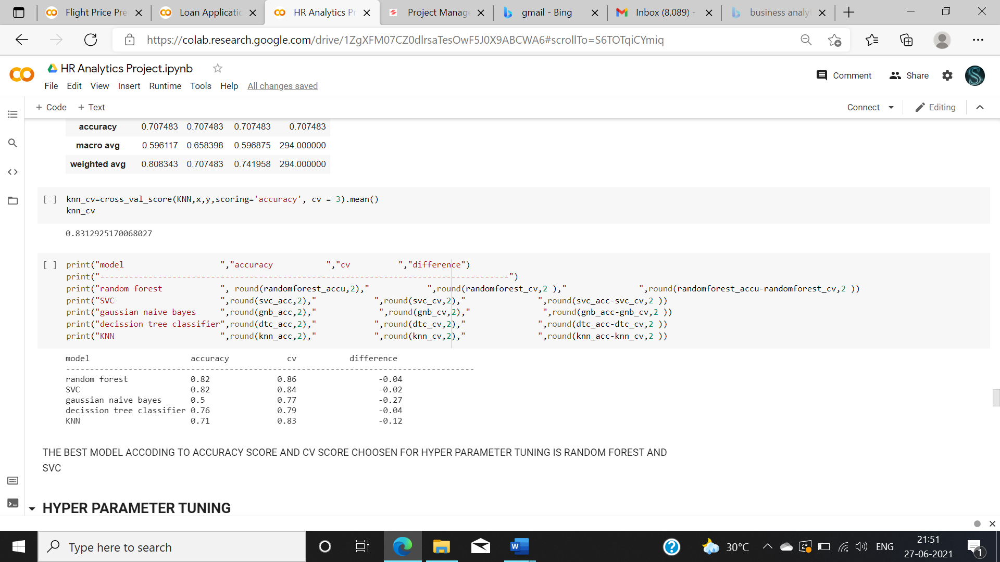 Flight Price Pre
Loan Applicatic
HR Analytics Pr
Project Manage
gmail - Bing
Inbox (8,089) -
business analyt
https://colab.research.google.com/drive/1ZgXFM07CZ0dlrsaTesOwF5J0X9ABCWA6#scrollTo=S6TOTqiCYmiq
HR Analytics Project.ipynb
Comment
Share
File Edit View Insert Runtime Tools Help All changes saved
+ Code + Text
Connect
Editing
accuracy 0.707483 0.707483 0.707483 0.707483
macro avg 0.596117 0.658398 0.596875 294.000000
weighted avg 0.808343 0.707483 0.741958 294.000000
[ ] knn_cv=cross_val_score(KNN,x,y,scoring='accuracy', cv = 3).mean()
knn_cv
0.8312925170068027
[ ] print("model                    ","accuracy           ","cv          ","difference")
print("-------------------------------------------------------------------------------------")
print("random forest            ", round(randomforest_accu,2),"            ",round(randomforest_cv,2 ),"               ",round(randomforest_accu-randomforest_cv,2 ))
print("SVC                      ",round(svc_acc,2),"            ",round(svc_cv,2),"               ",round(svc_acc-svc_cv,2 ))
print("gaussian naive bayes     ",round(gnb_acc,2),"             ",round(gnb_cv,2),"               ",round(gnb_acc-gnb_cv,2 ))
print("decission tree classifier",round(dtc_acc,2),"            ",round(dtc_cv,2),"               ",round(dtc_acc-dtc_cv,2 ))
print("KNN                      ",round(knn_acc,2),"            ",round(knn_cv,2),"               ",round(knn_acc-knn_cv,2 ))
model accuracy cv difference
-------------------------------------------------------------------------------------
random forest 0.82 0.86 -0.04
SVC 0.82 0.84 -0.02
gaussian naive bayes 0.5 0.77 -0.27
decission tree classifier 0.76 0.79 -0.04
KNN 0.71 0.83 -0.12
THE BEST MODEL ACCODING TO ACCURACY SCORE AND CV SCORE CHOOSEN FOR HYPER PARAMETER TUNING IS RANDOM FOREST AND
SVC
HYPER PARAMETER TUNING
Type here to search
30°C
ENG
21:51
27-06-2021
1